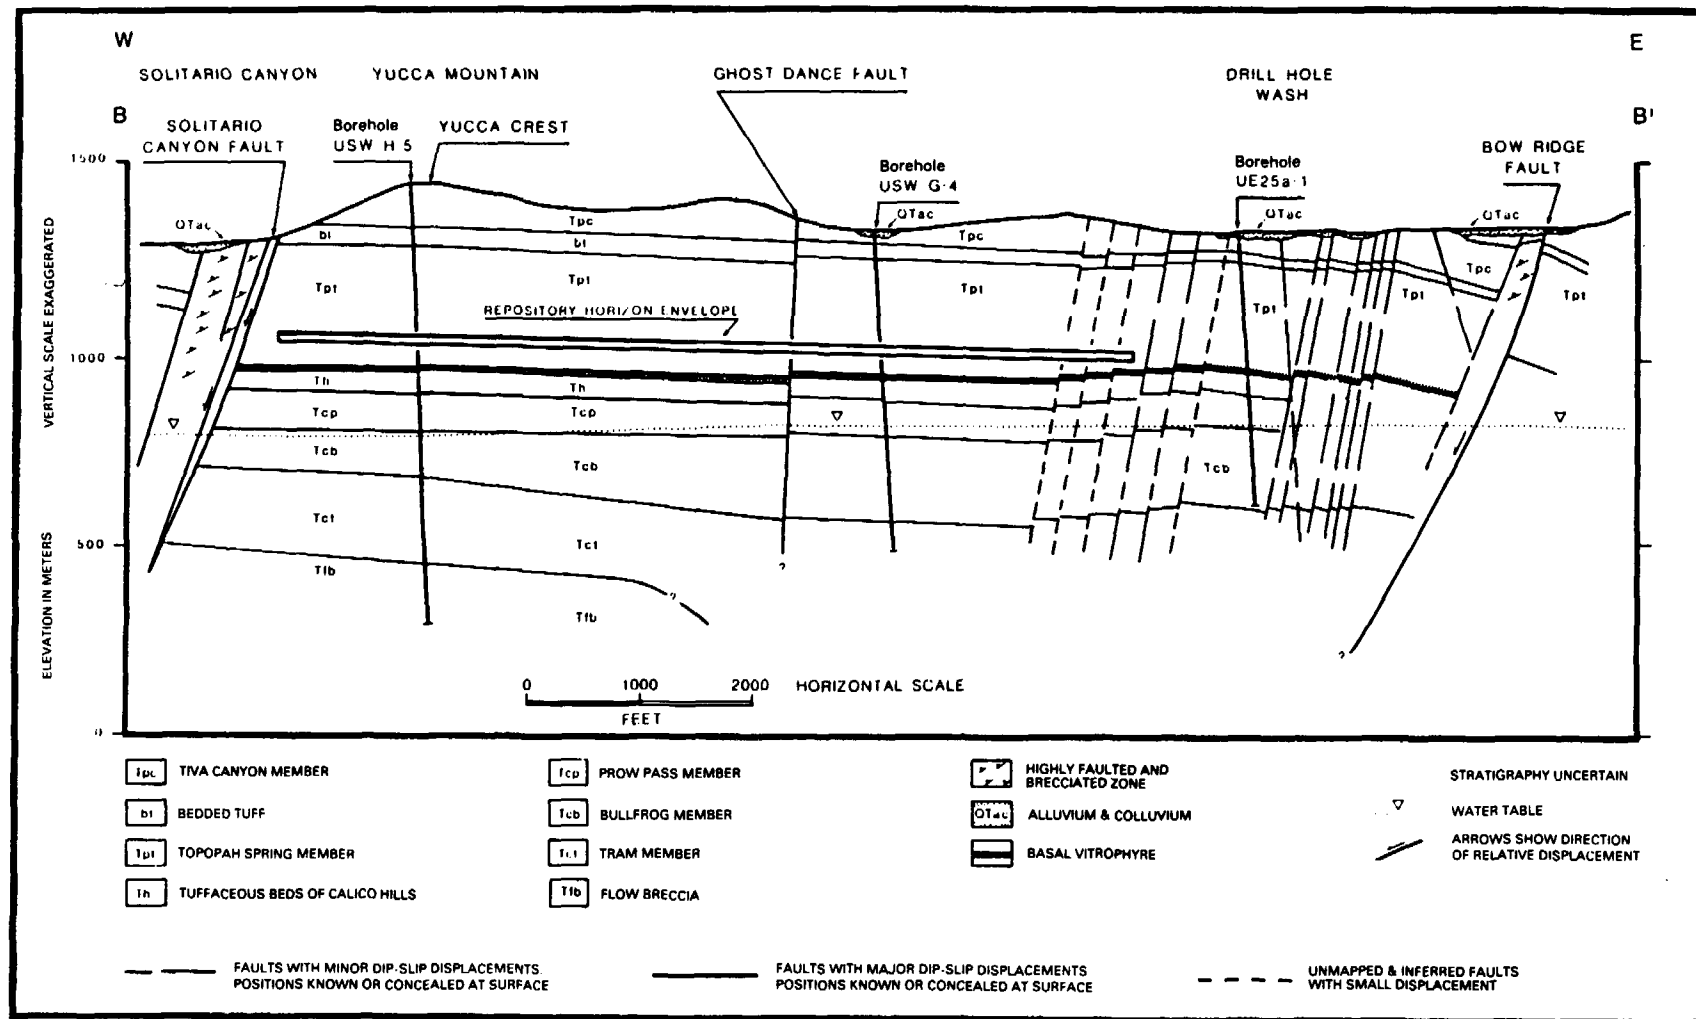 W
E
SOLITARIO CANYON
YUCCA MOUNTAIN
GHOST DANCE FAULT
DRILL HOLE
WASH
B
B'
SOLITARIO
CANYON FAULT
Borehole
USW H-5
YUCCA CREST
Borehole
USW G-4
Borehole
UE25a-1
BOW RIDGE
FAULT
1500
1000
500
0
VERTICAL SCALE EXAGGERATED
ELEVATION IN METERS
QTac
QTac
QTac
QTac
Tpc
Tpc
Tpc
bt
bt
Tpt
Tpt
Tpt
Tpt
Tpt
Tpt
REPOSITORY HORIZON ENVELOPE
Th
Th
Tcp
Tcp
Tcb
Tcb
Tcb
Tct
Tct
Tfb
Tfb
?
?
?
0 1000 2000 HORIZONTAL SCALE
FEET
Tpc TIVA CANYON MEMBER
bt BEDDED TUFF
Tpt TOPOPAH SPRING MEMBER
Th TUFFACEOUS BEDS OF CALICO HILLS
Tcp PROW PASS MEMBER
Tcb BULLFROG MEMBER
Tct TRAM MEMBER
Tfb FLOW BRECCIA
HIGHLY FAULTED AND
BRECCIATED ZONE
QTac ALLUVIUM & COLLUVIUM
BASAL VITROPHYRE
STRATIGRAPHY UNCERTAIN
WATER TABLE
ARROWS SHOW DIRECTION
OF RELATIVE DISPLACEMENT
FAULTS WITH MINOR DIP-SLIP DISPLACEMENTS.
POSITIONS KNOWN OR CONCEALED AT SURFACE
FAULTS WITH MAJOR DIP-SLIP DISPLACEMENTS
POSITIONS KNOWN OR CONCEALED AT SURFACE
UNMAPPED & INFERRED FAULTS
WITH SMALL DISPLACEMENT